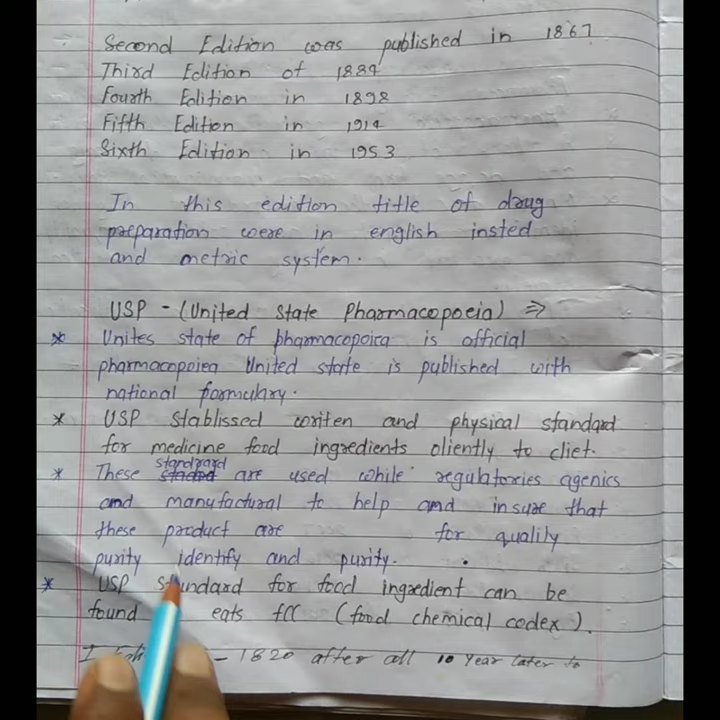 Second Edition was published in 1867
Third Edition of 1884
Fourth Edition in 1898
Fifth Edition in 1914
Sixth Edition in 1953
In this edition title of drug
preparation were in english insted
and metric system.
USP - (United State Pharmacopoeia) ⇒
* Unites state of pharmacopoiea is official
pharmacopoiea United state is published with
national formulary.
* USP stablissed writen and physical standard
for medicine food ingredients oliently to cliet.
* These standrard are used while regulatories agenics
and manufactural to help and insure that
these product are for quality
purity identify and purity.
* USP standard for food ingredient can be
found eats fcc (food chemical codex).
- 1820 after all 10 Year later to